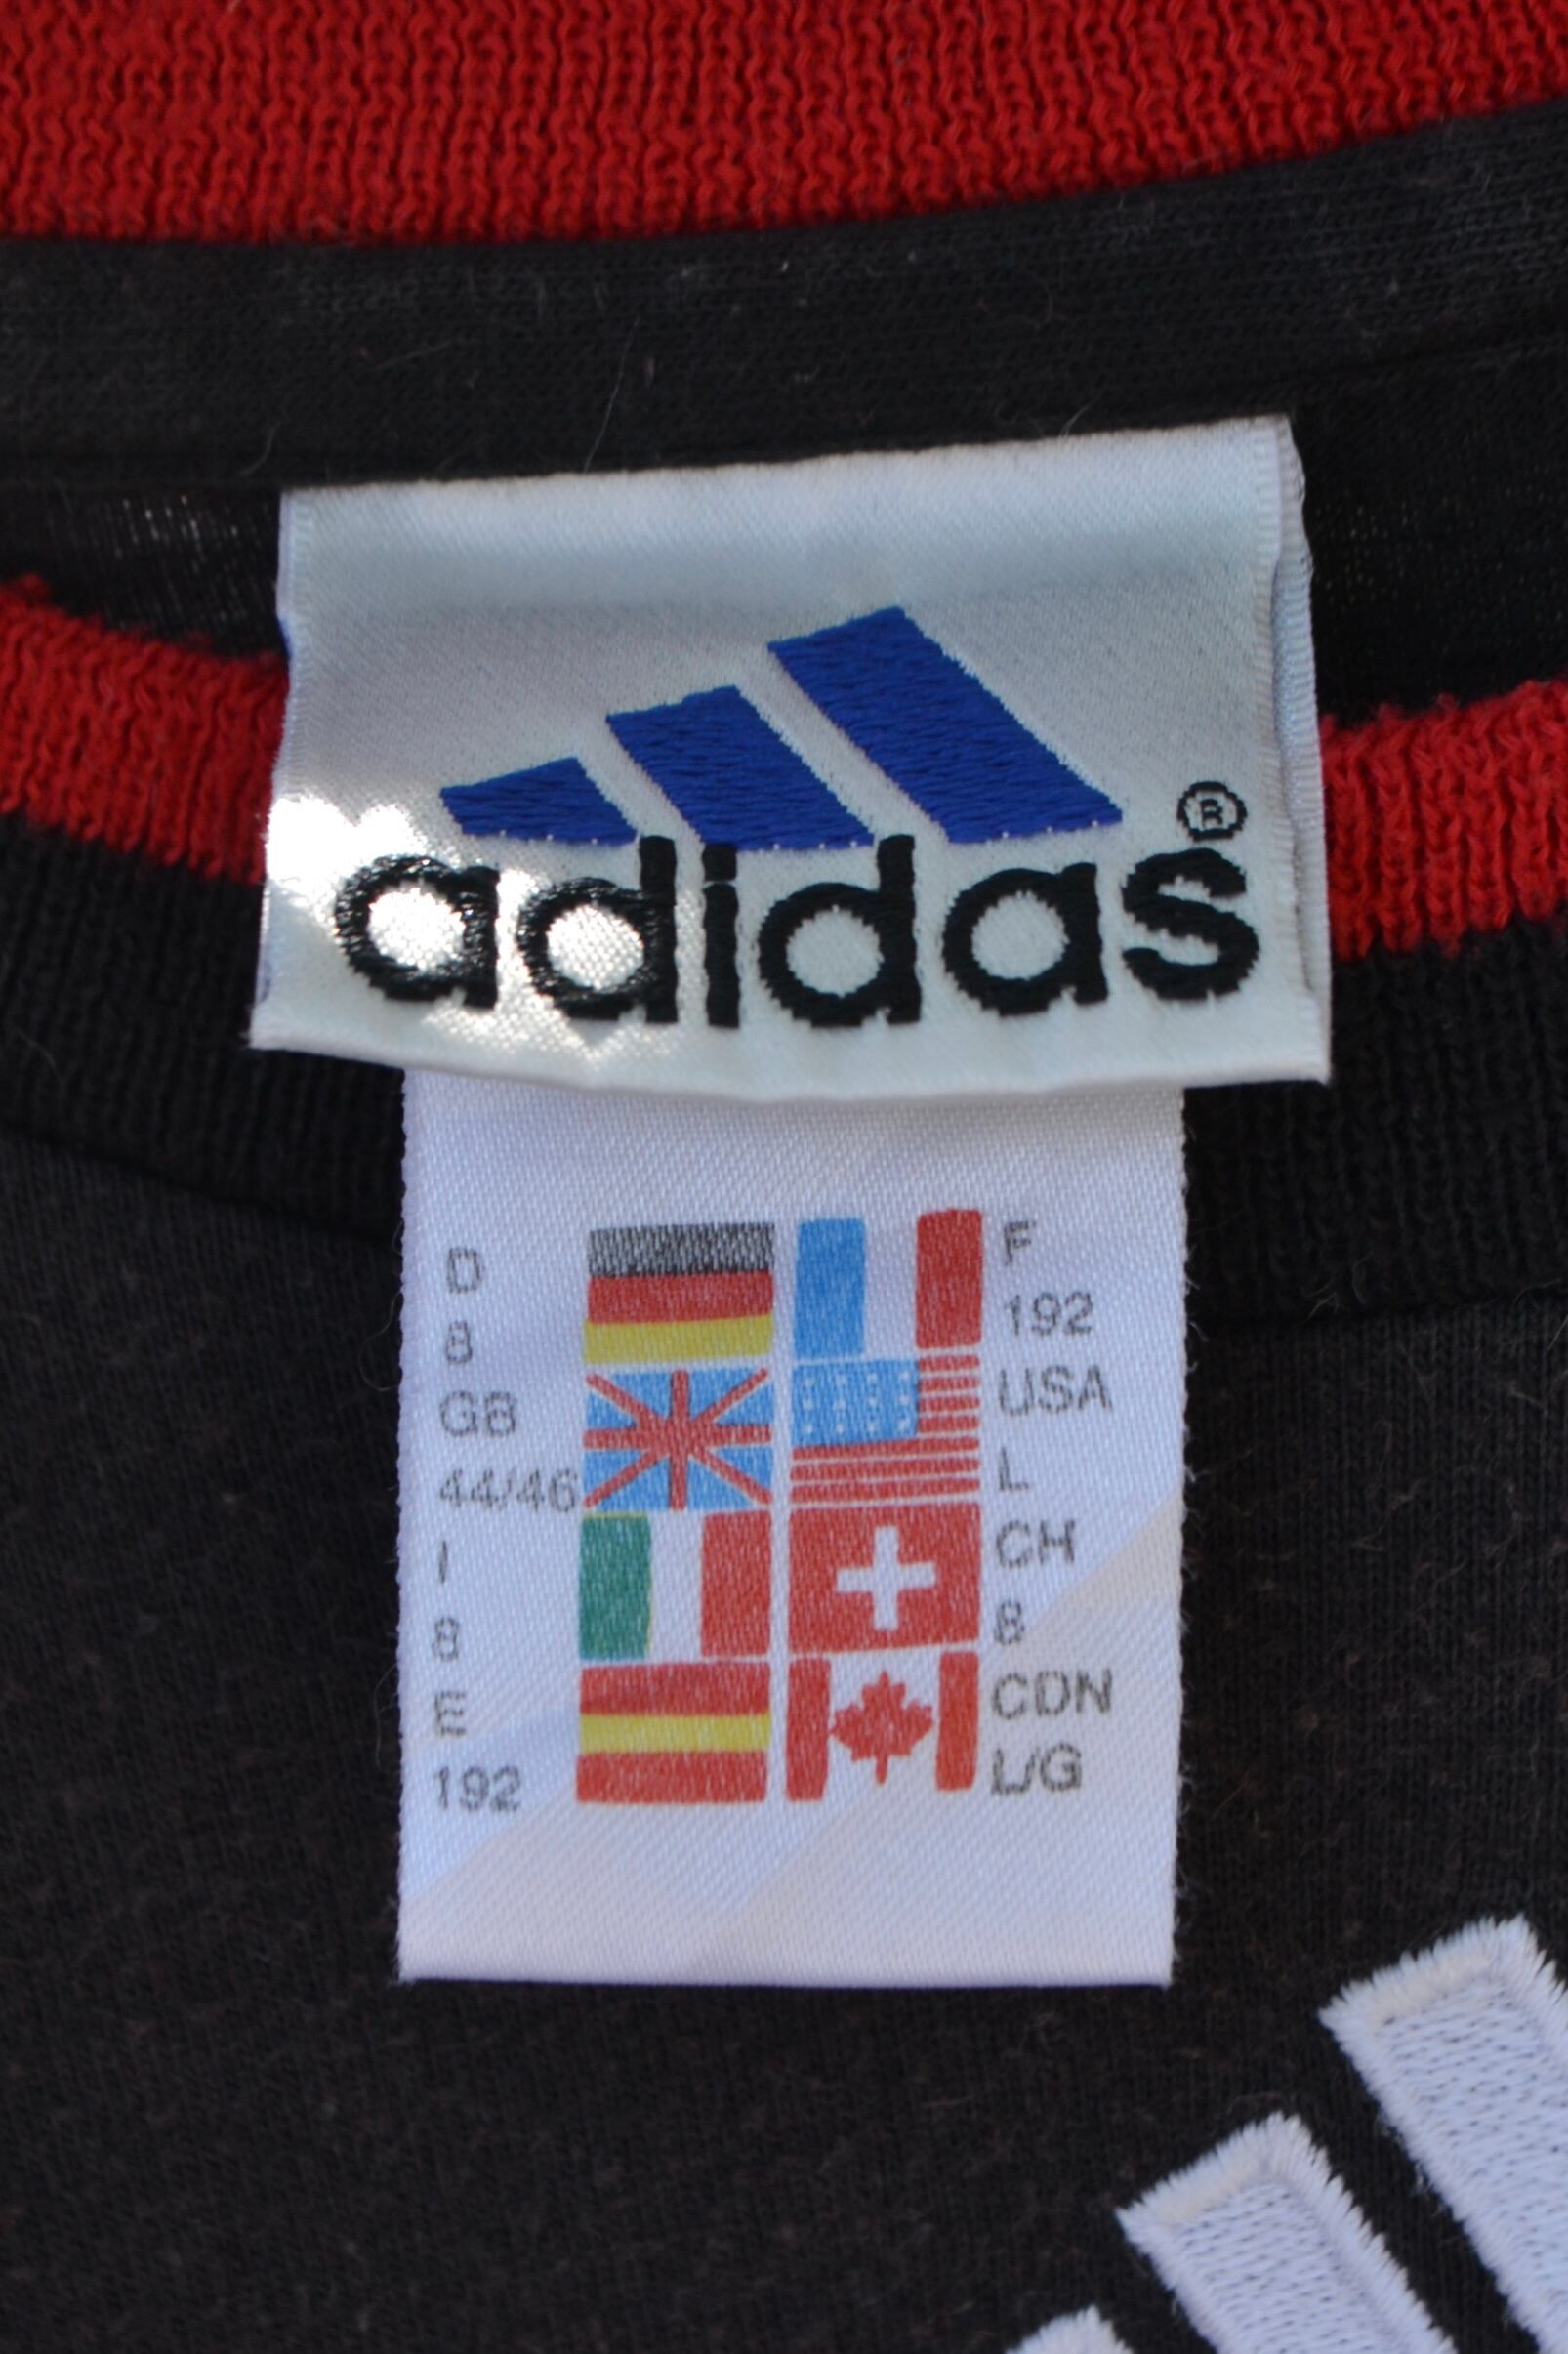 adidas®
D
8
GB
44/46
I
8
E
192
F
192
USA
L
CH
8
CDN
L/G